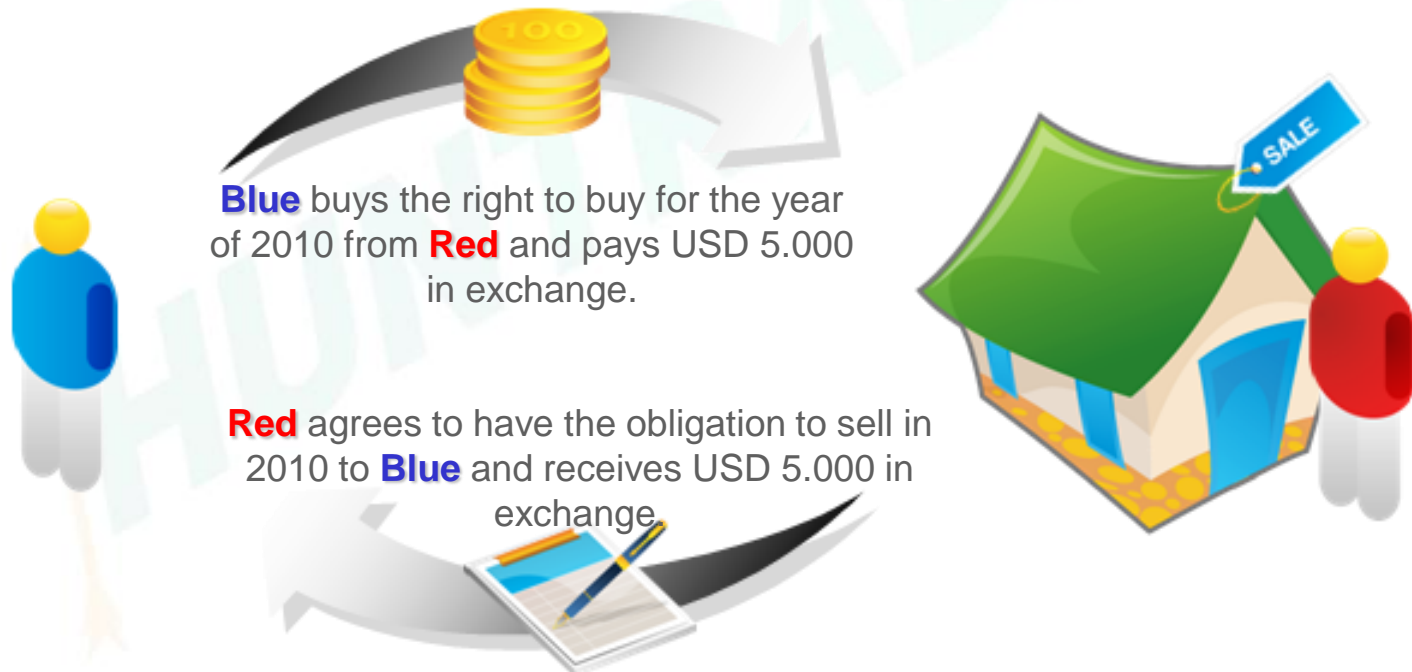 100
SALE
Blue buys the right to buy for the year
of 2010 from Red and pays USD 5.000
in exchange.
Red agrees to have the obligation to sell in
2010 to Blue and receives USD 5.000 in
exchange.